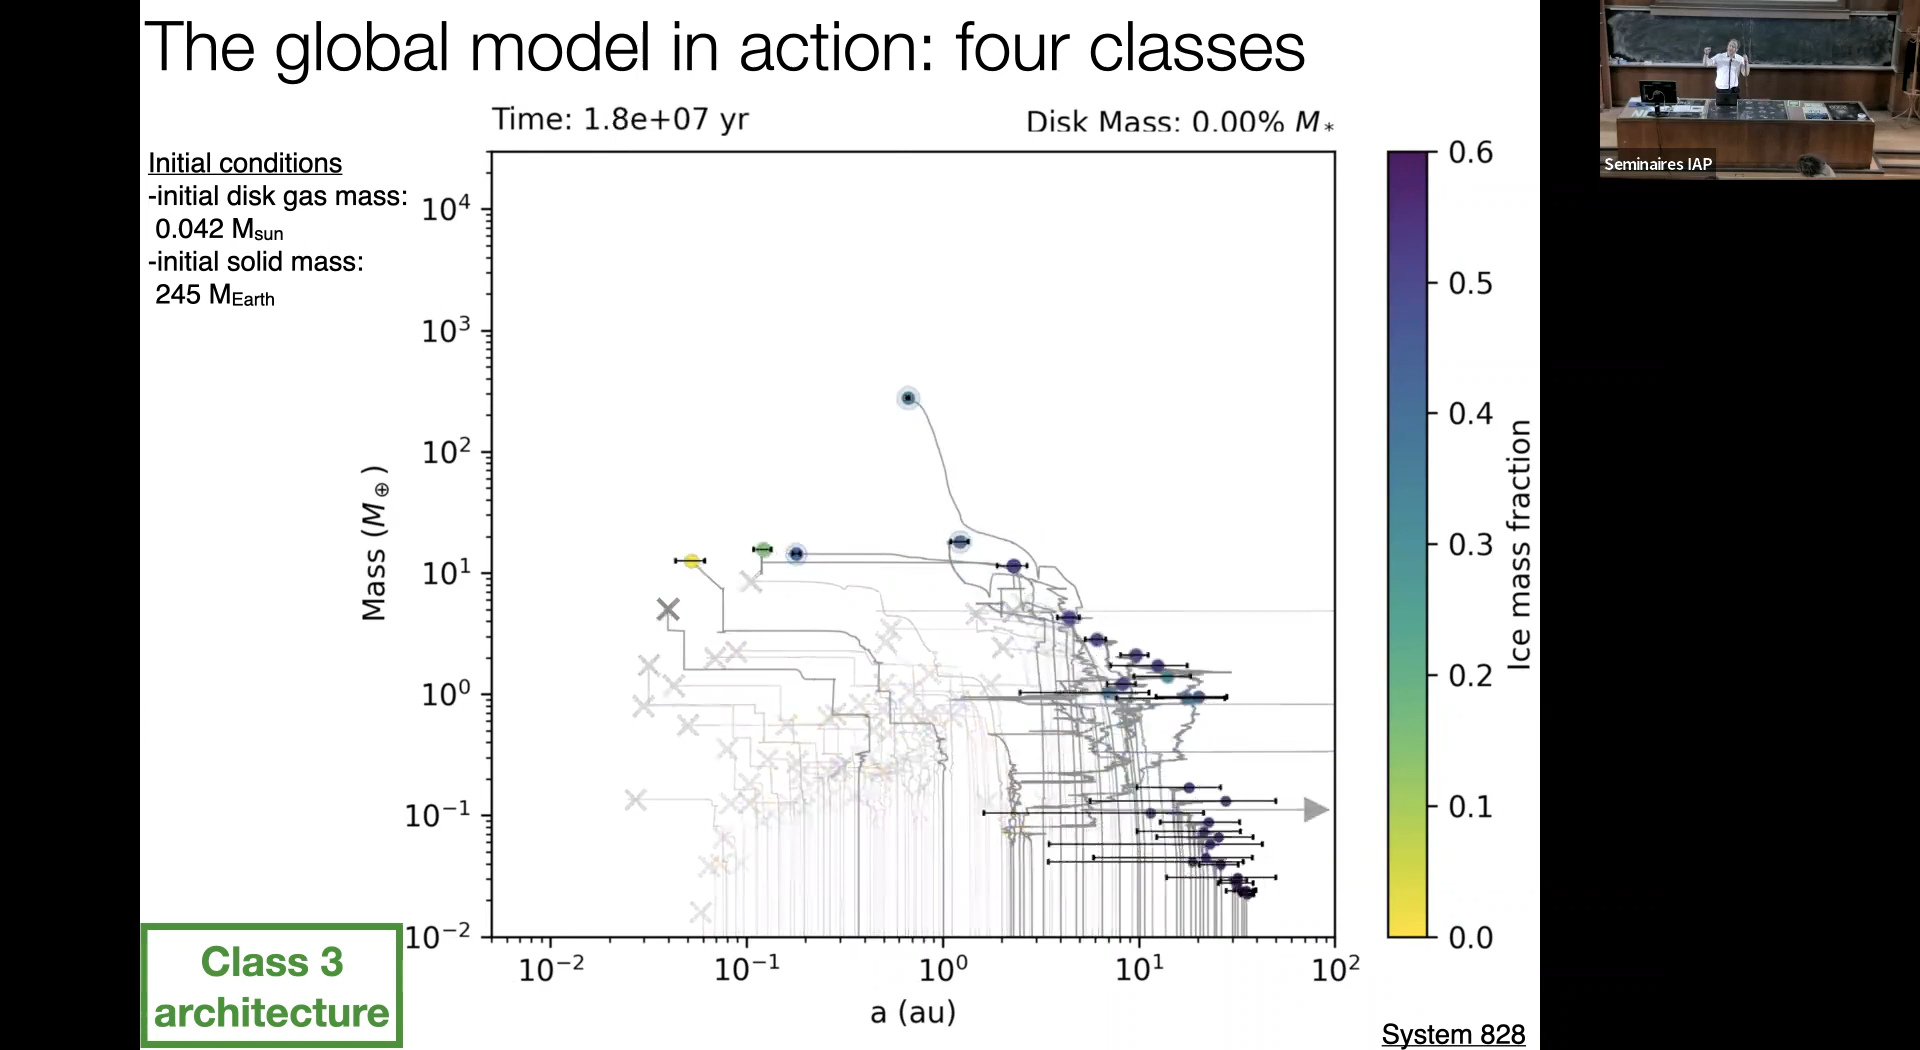 The global model in action: four classes
Time: 1.8e+07 yr
Disk Mass: 0.00% M*
Initial conditions
-initial disk gas mass:
0.042 Msun
-initial solid mass:
245 MEarth
Mass (M⊕)
10⁴
10³
10²
10¹
10⁰
10⁻¹
10⁻²
10⁻²
10⁻¹
10⁰
10¹
10²
a (au)
0.6
0.5
0.4
0.3
0.2
0.1
0.0
Ice mass fraction
Class 3
architecture
System 828
Seminaires IAP